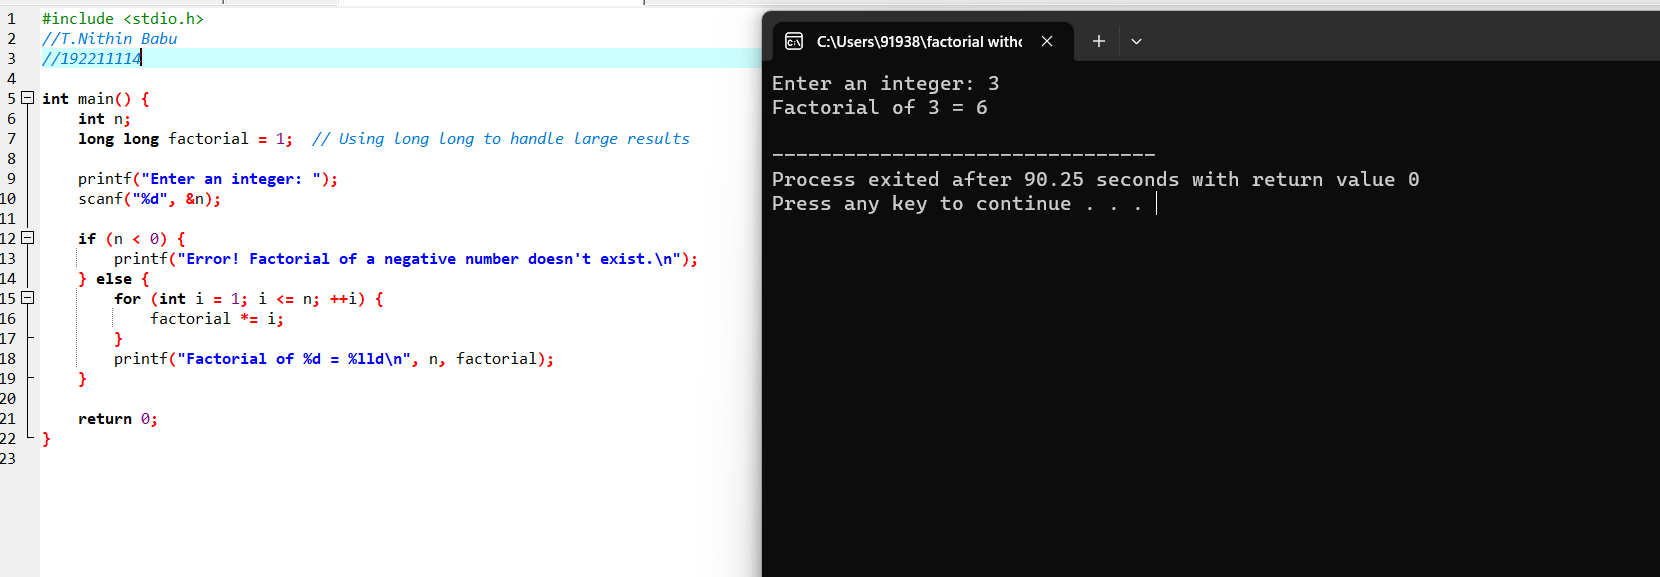 1 #include <stdio.h>
2 //T.Nithin Babu
3 //192211114
4
5 int main() {
6     int n;
7     long long factorial = 1;  // Using long long to handle large results
8
9     printf("Enter an integer: ");
10     scanf("%d", &n);
11
12     if (n < 0) {
13         printf("Error! Factorial of a negative number doesn't exist.\n");
14     } else {
15         for (int i = 1; i <= n; ++i) {
16             factorial *= i;
17         }
18         printf("Factorial of %d = %lld\n", n, factorial);
19     }
20
21     return 0;
22 }
23
C:\Users\91938\factorial witho
Enter an integer: 3
Factorial of 3 = 6
--------------------------------
Process exited after 90.25 seconds with return value 0
Press any key to continue . . .